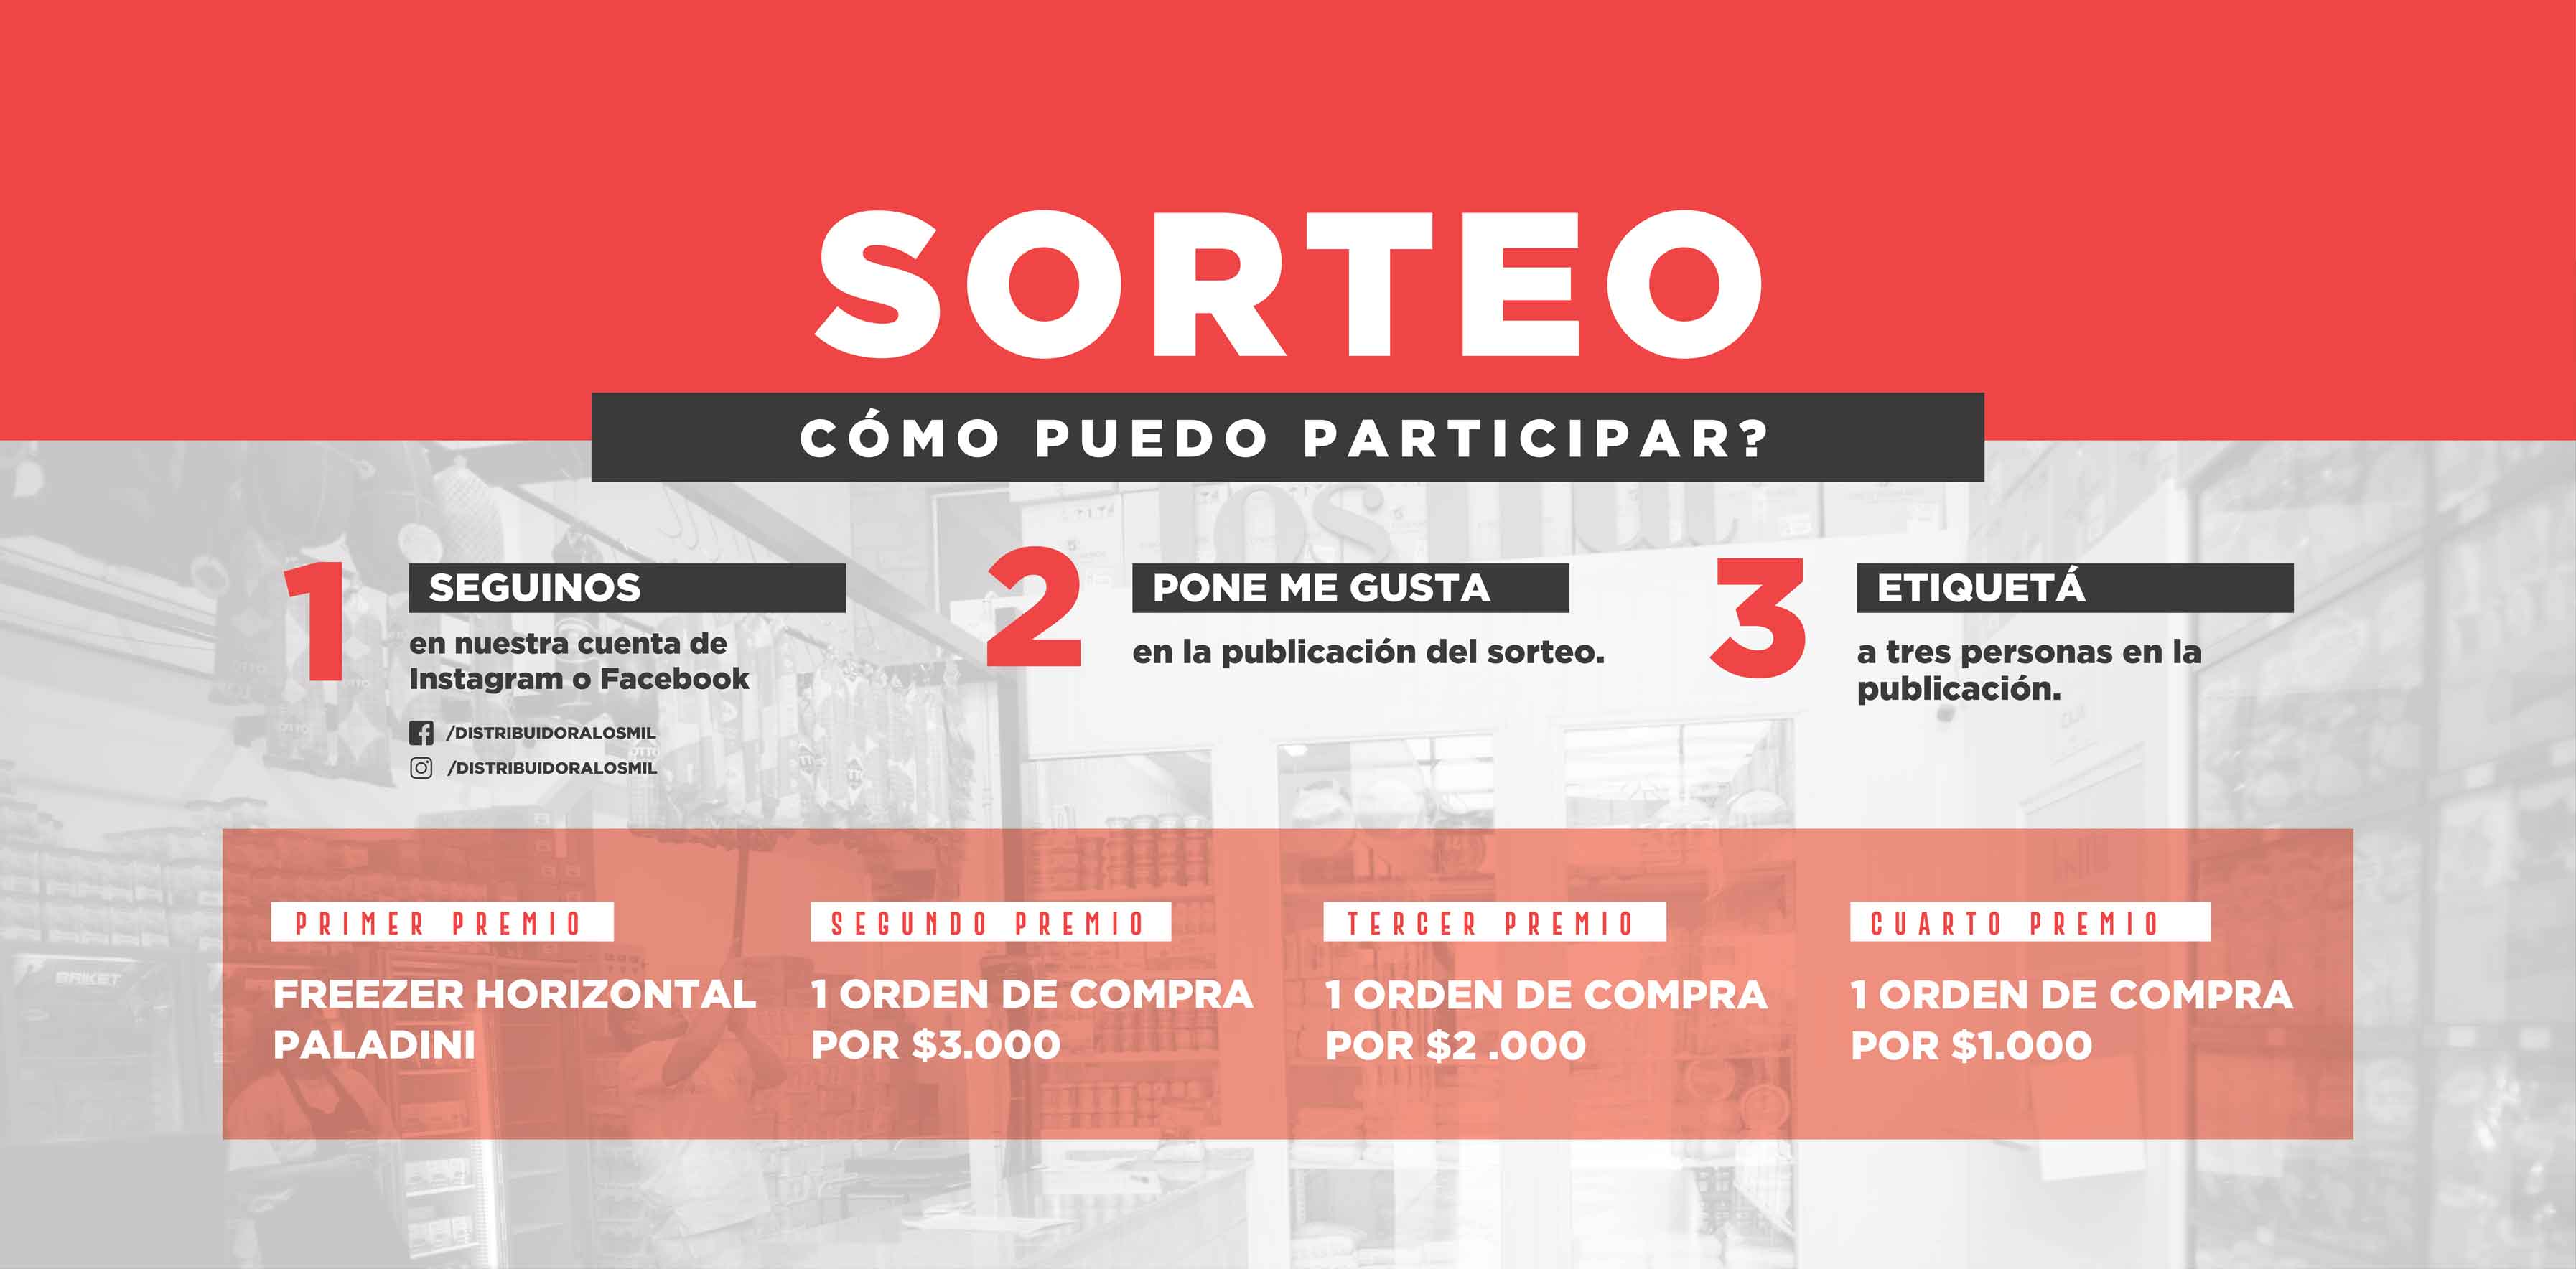 SORTEO
CÓMO PUEDO PARTICIPAR?
1
SEGUINOS
en nuestra cuenta de
Instagram o Facebook
/DISTRIBUIDORALOSMIL
/DISTRIBUIDORALOSMIL
2
PONE ME GUSTA
en la publicación del sorteo.
3
ETIQUETÁ
a tres personas en la
publicación.
PRIMER PREMIO
FREEZER HORIZONTAL
PALADINI
SEGUNDO PREMIO
1 ORDEN DE COMPRA
POR $3.000
TERCER PREMIO
1 ORDEN DE COMPRA
POR $2 .000
CUARTO PREMIO
1 ORDEN DE COMPRA
POR $1.000
BRIKET